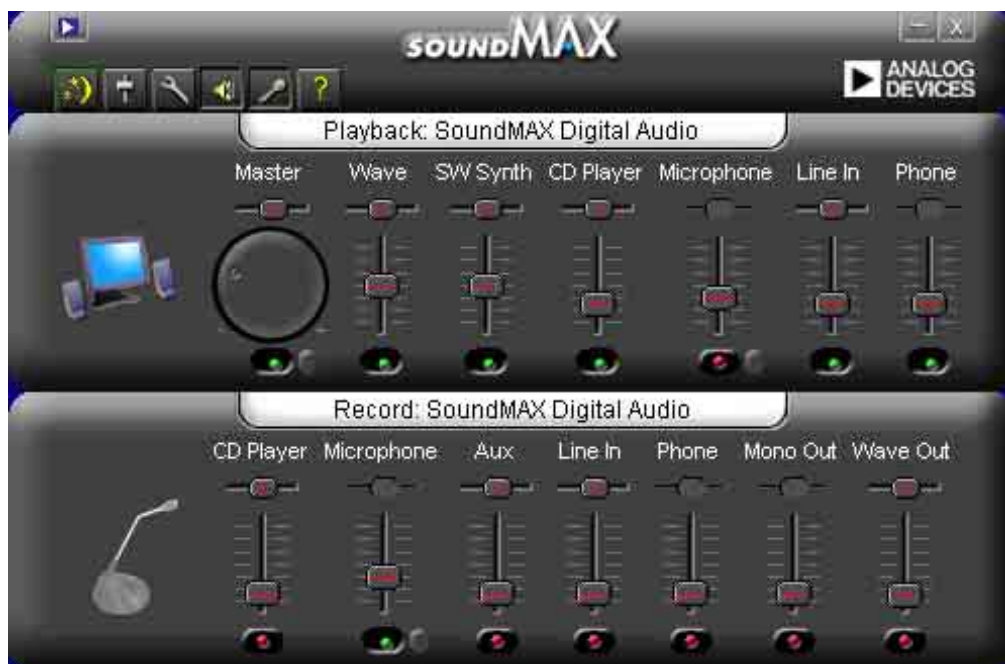 SOUNDMAX
ANALOG
DEVICES
?
Playback: SoundMAX Digital Audio
Master Wave SW Synth CD Player Microphone Line In Phone
Record: SoundMAX Digital Audio
CD Player Microphone Aux Line In Phone Mono Out Wave Out